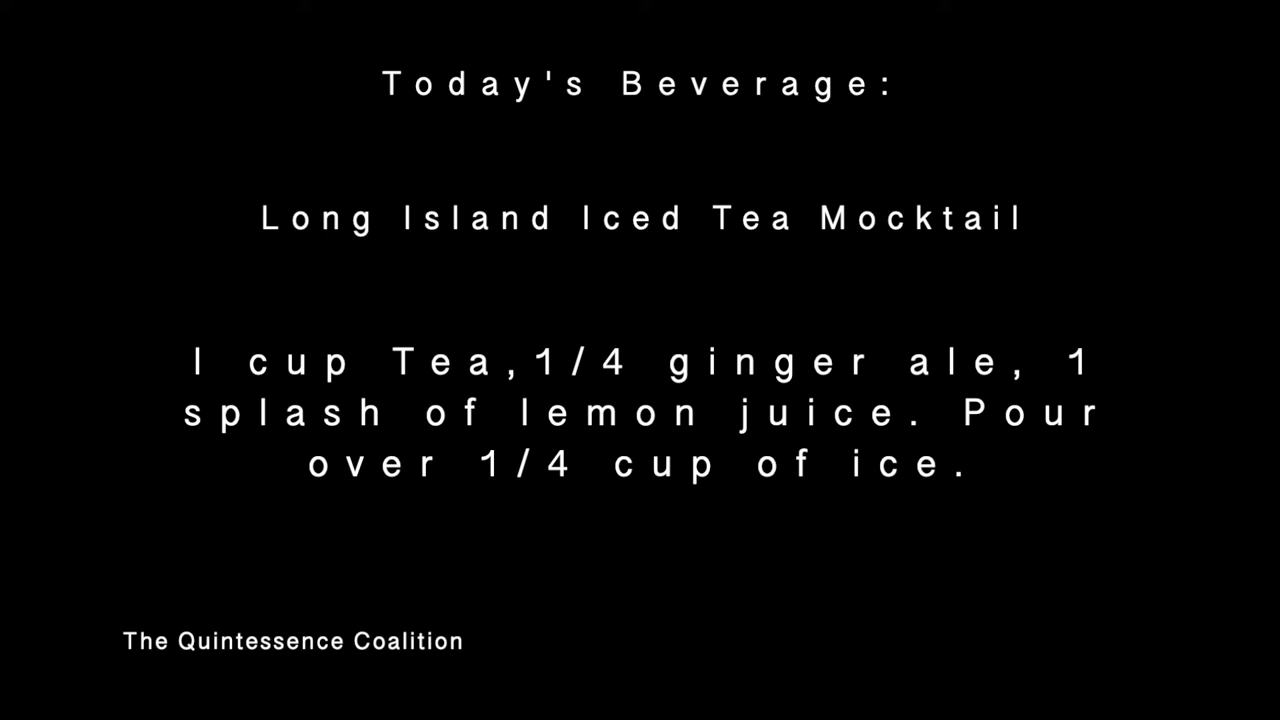 Today's Beverage:
Long Island Iced Tea Mocktail
I cup Tea,1/4 ginger ale, 1
splash of lemon juice. Pour
over 1/4 cup of ice.
The Quintessence Coalition